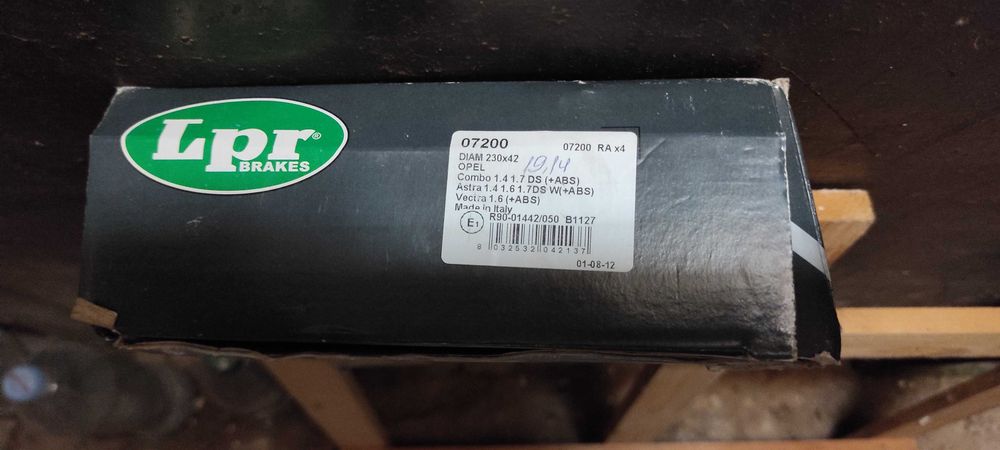 Lpr®
BRAKES
07200 07200 RA x4
DIAM 230x42
OPEL 19,14
Combo 1.4 1.7 DS (+ABS)
Astra 1.4 1.6 1.7DS W(+ABS)
Vectra 1.6 (+ABS)
Made in Italy
E1 R90-01442/050 B1127
8 032532 042137
01-08-12